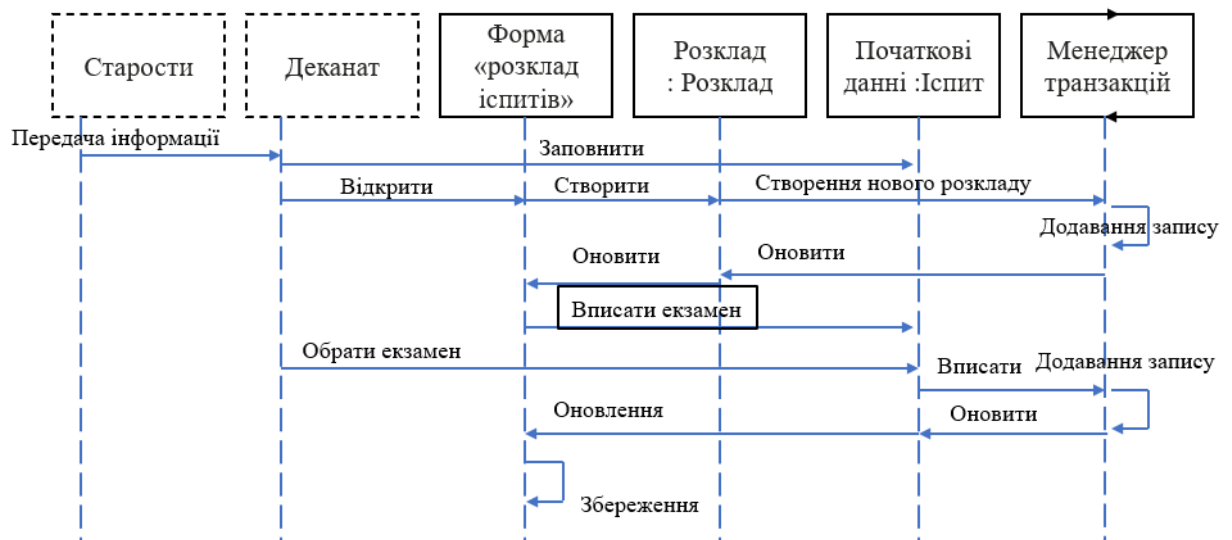 Старости
Деканат
Форма
«розклад
іспитів»
Розклад
: Розклад
Початкові
данні :Іспит
Менеджер
транзакцій
Передача інформації
Заповнити
Відкрити
Створити
Створення нового розкладу
Додавання запису
Оновити
Оновити
Вписати екзамен
Обрати екзамен
Вписати
Додавання запису
Оновлення
Оновити
Збереження